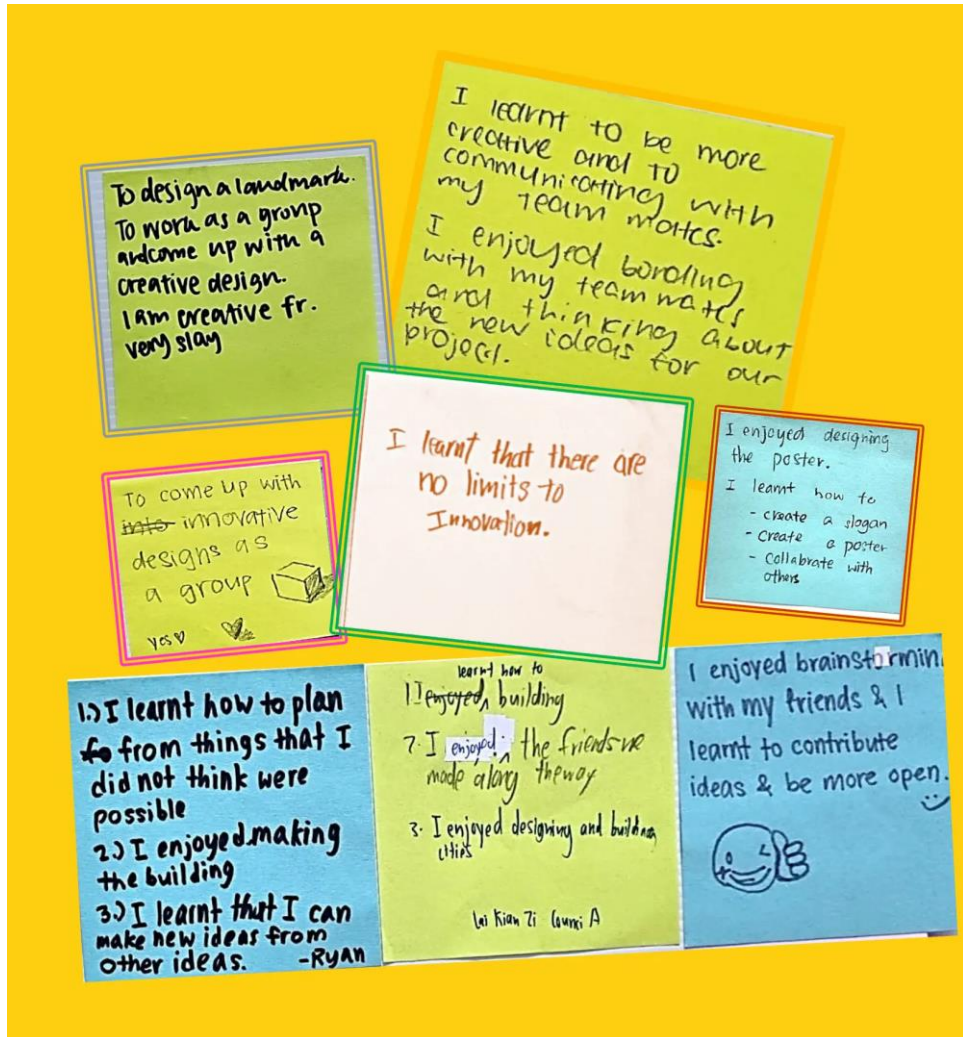 To design a landmark.
To work as a group
and come up with a
creative design.
I am creative fr.
very slay
I learnt to be more
creative and to
communicating with
my team mates.
I enjoyed bonding
with my teammates
and thinking about
the new ideas for our
project.
To come up with
into innovative
designs as
a group
yes
I learnt that there are
no limits to
Innovation.
I enjoyed designing
the poster.
I learnt how to
- create a slogan
- create a poster
- collabrate with
others
1.) I learnt how to plan
from things that I
did not think were
possible
2.) I enjoyed making
the building
3.) I learnt that I can
make new ideas from
other ideas. -RYAN
learnt how to
1. I enjoyed building
2. I enjoyed the friends we
made along the way
3. I enjoyed designing and building
cities
Lai Kian Zi
I enjoyed brainstormin
with my friends & I
learnt to contribute
ideas & be more open.